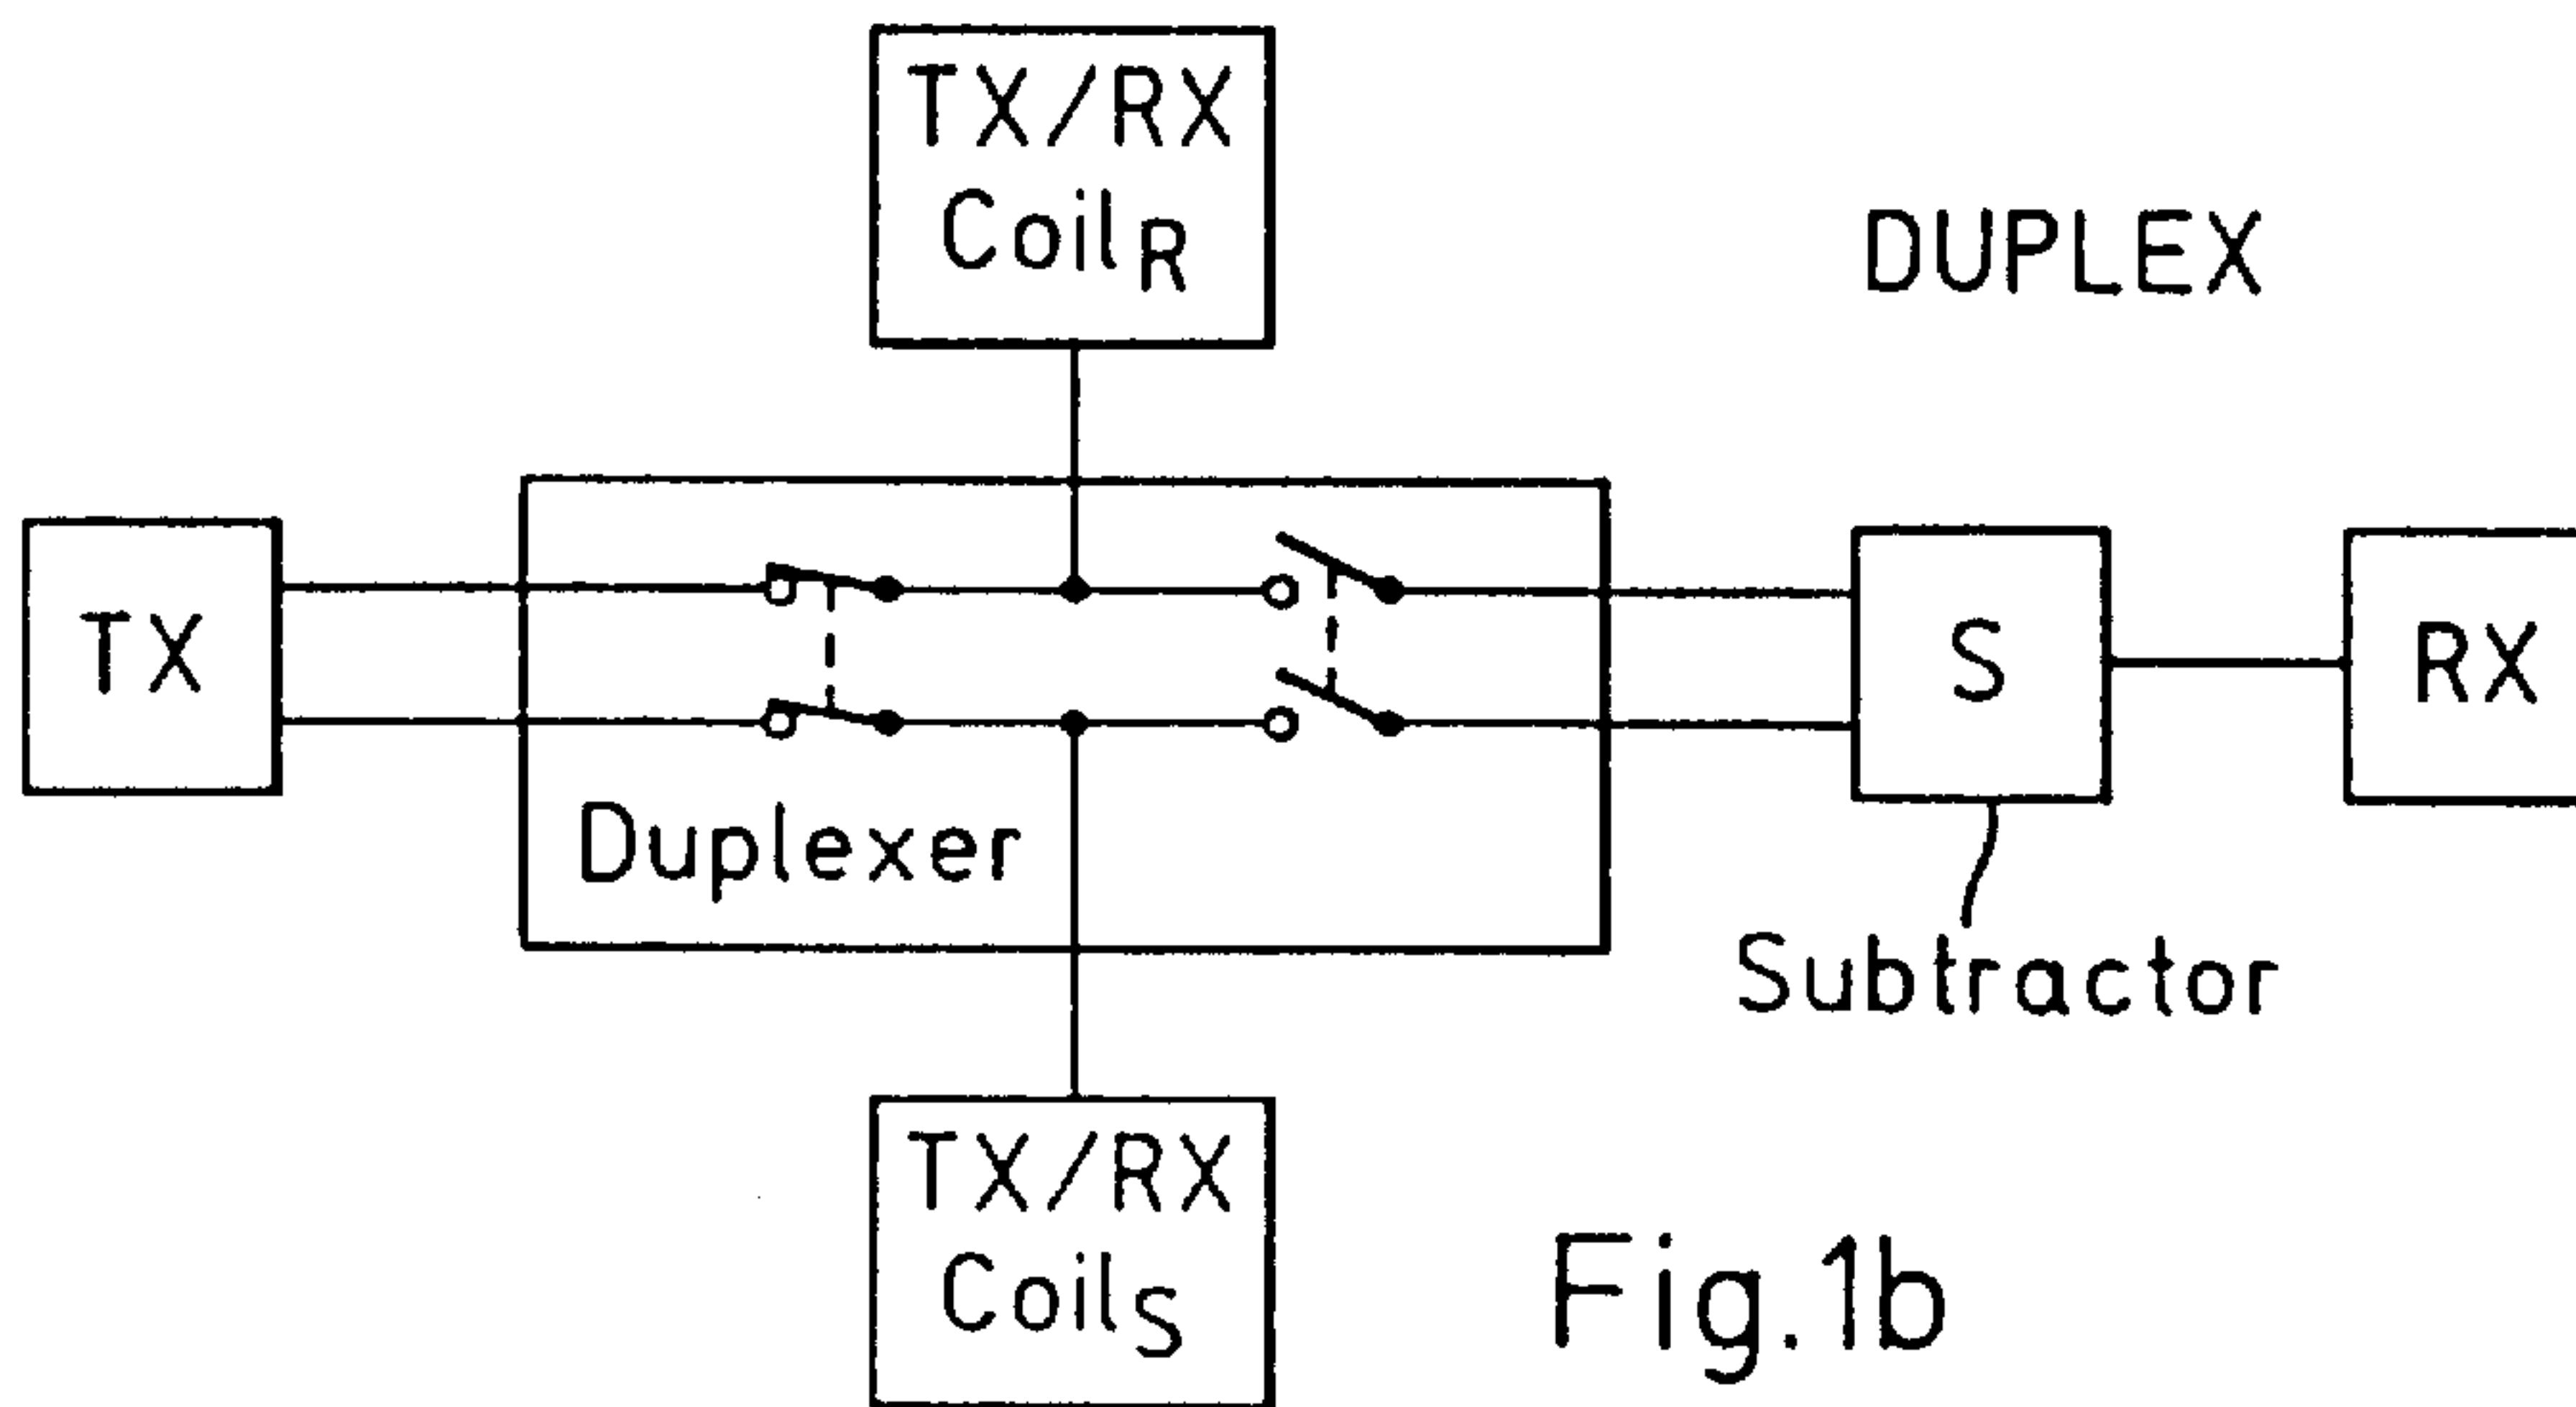 TX/RX
CoilR
DUPLEX
TX
S
RX
Duplexer
Subtractor
TX/RX
CoilS
Fig.1b